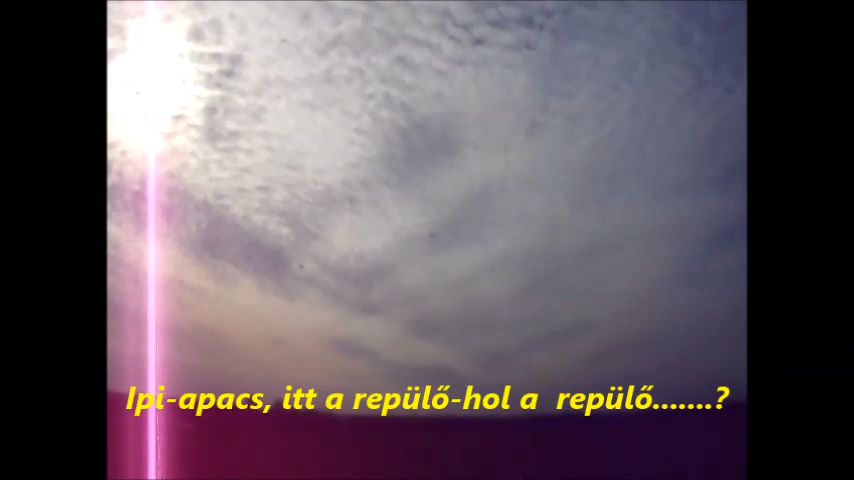 Ipi-apacs, itt a repülő-hol a  repülő.......?